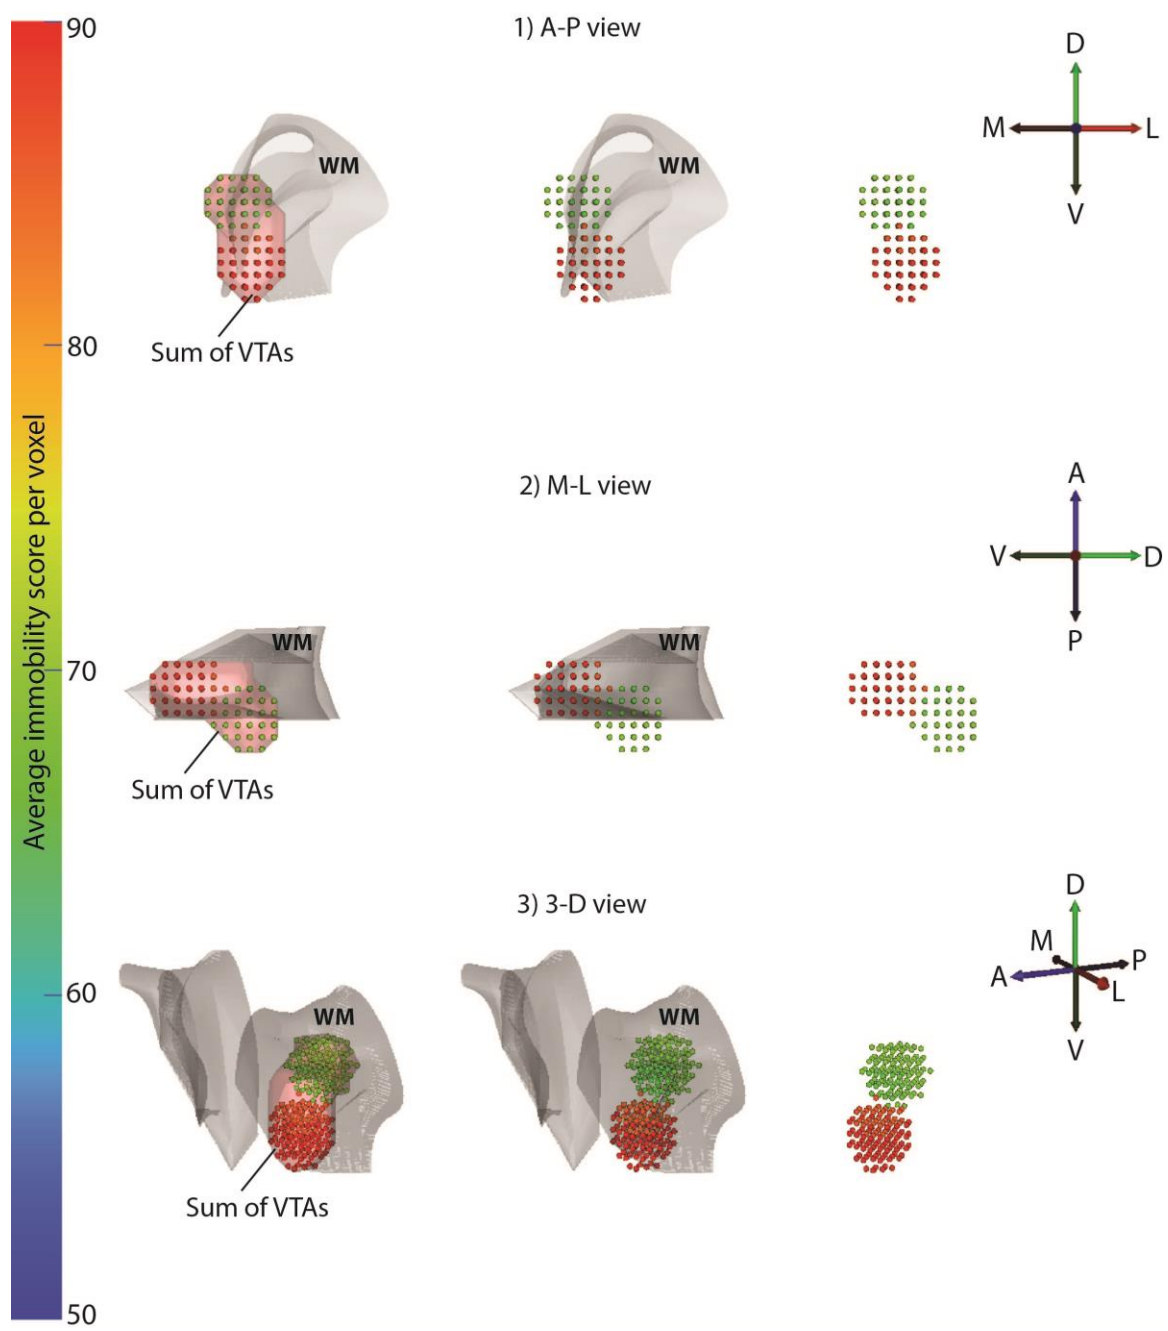 90
80
70
60
50
Average immobility score per voxel
1) A-P view
WM
WM
Sum of VTAs
D
M
L
V
2) M-L view
WM
WM
Sum of VTAs
A
V
D
P
3) 3-D view
WM
WM
Sum of VTAs
D
M
A
P
L
V